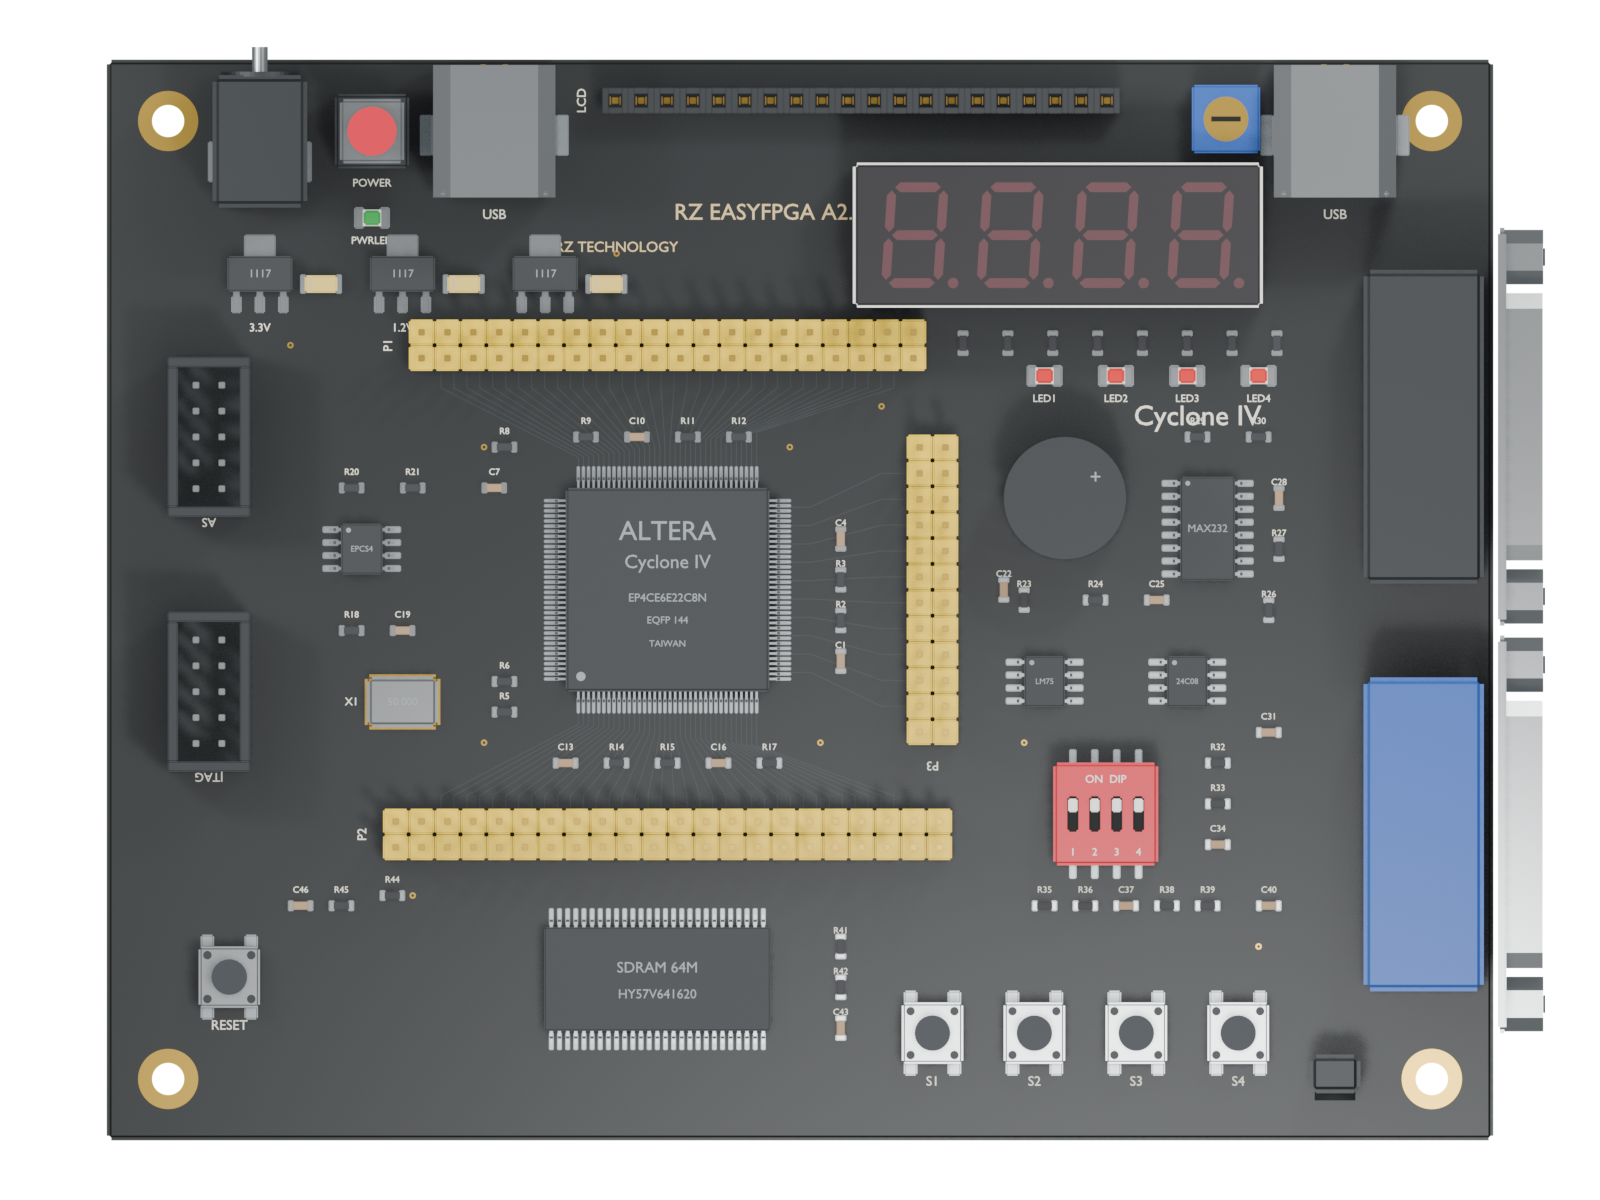 LCD
POWER
USB
USB
PWRLE
RZ EASYFPGA A2.
RZ TECHNOLOGY
1117
1117
1117
3.3V
1.2V
P1
LED1
LED2
LED3
LED4
Cyclone IV
R30
R8
R9
C10
R11
R12
R20
R21
C7
C28
AS
EPCS4
ALTERA
Cyclone IV
EP4CE6E22C8N
EQFP 144
TAIWAN
C4
R3
R2
C1
+
MAX232
R27
C22
R23
R24
C25
R26
R18
C19
R6
R5
X1
50.000
LM75
24C08
C31
JTAG
C13
R14
R15
C16
R17
P3
ON DIP
1 2 3 4
R32
R33
C34
P2
C46
R45
R44
R35
R36
C37
R38
R39
C40
SDRAM 64M
HY57V641620
R41
R42
C43
RESET
S1
S2
S3
S4